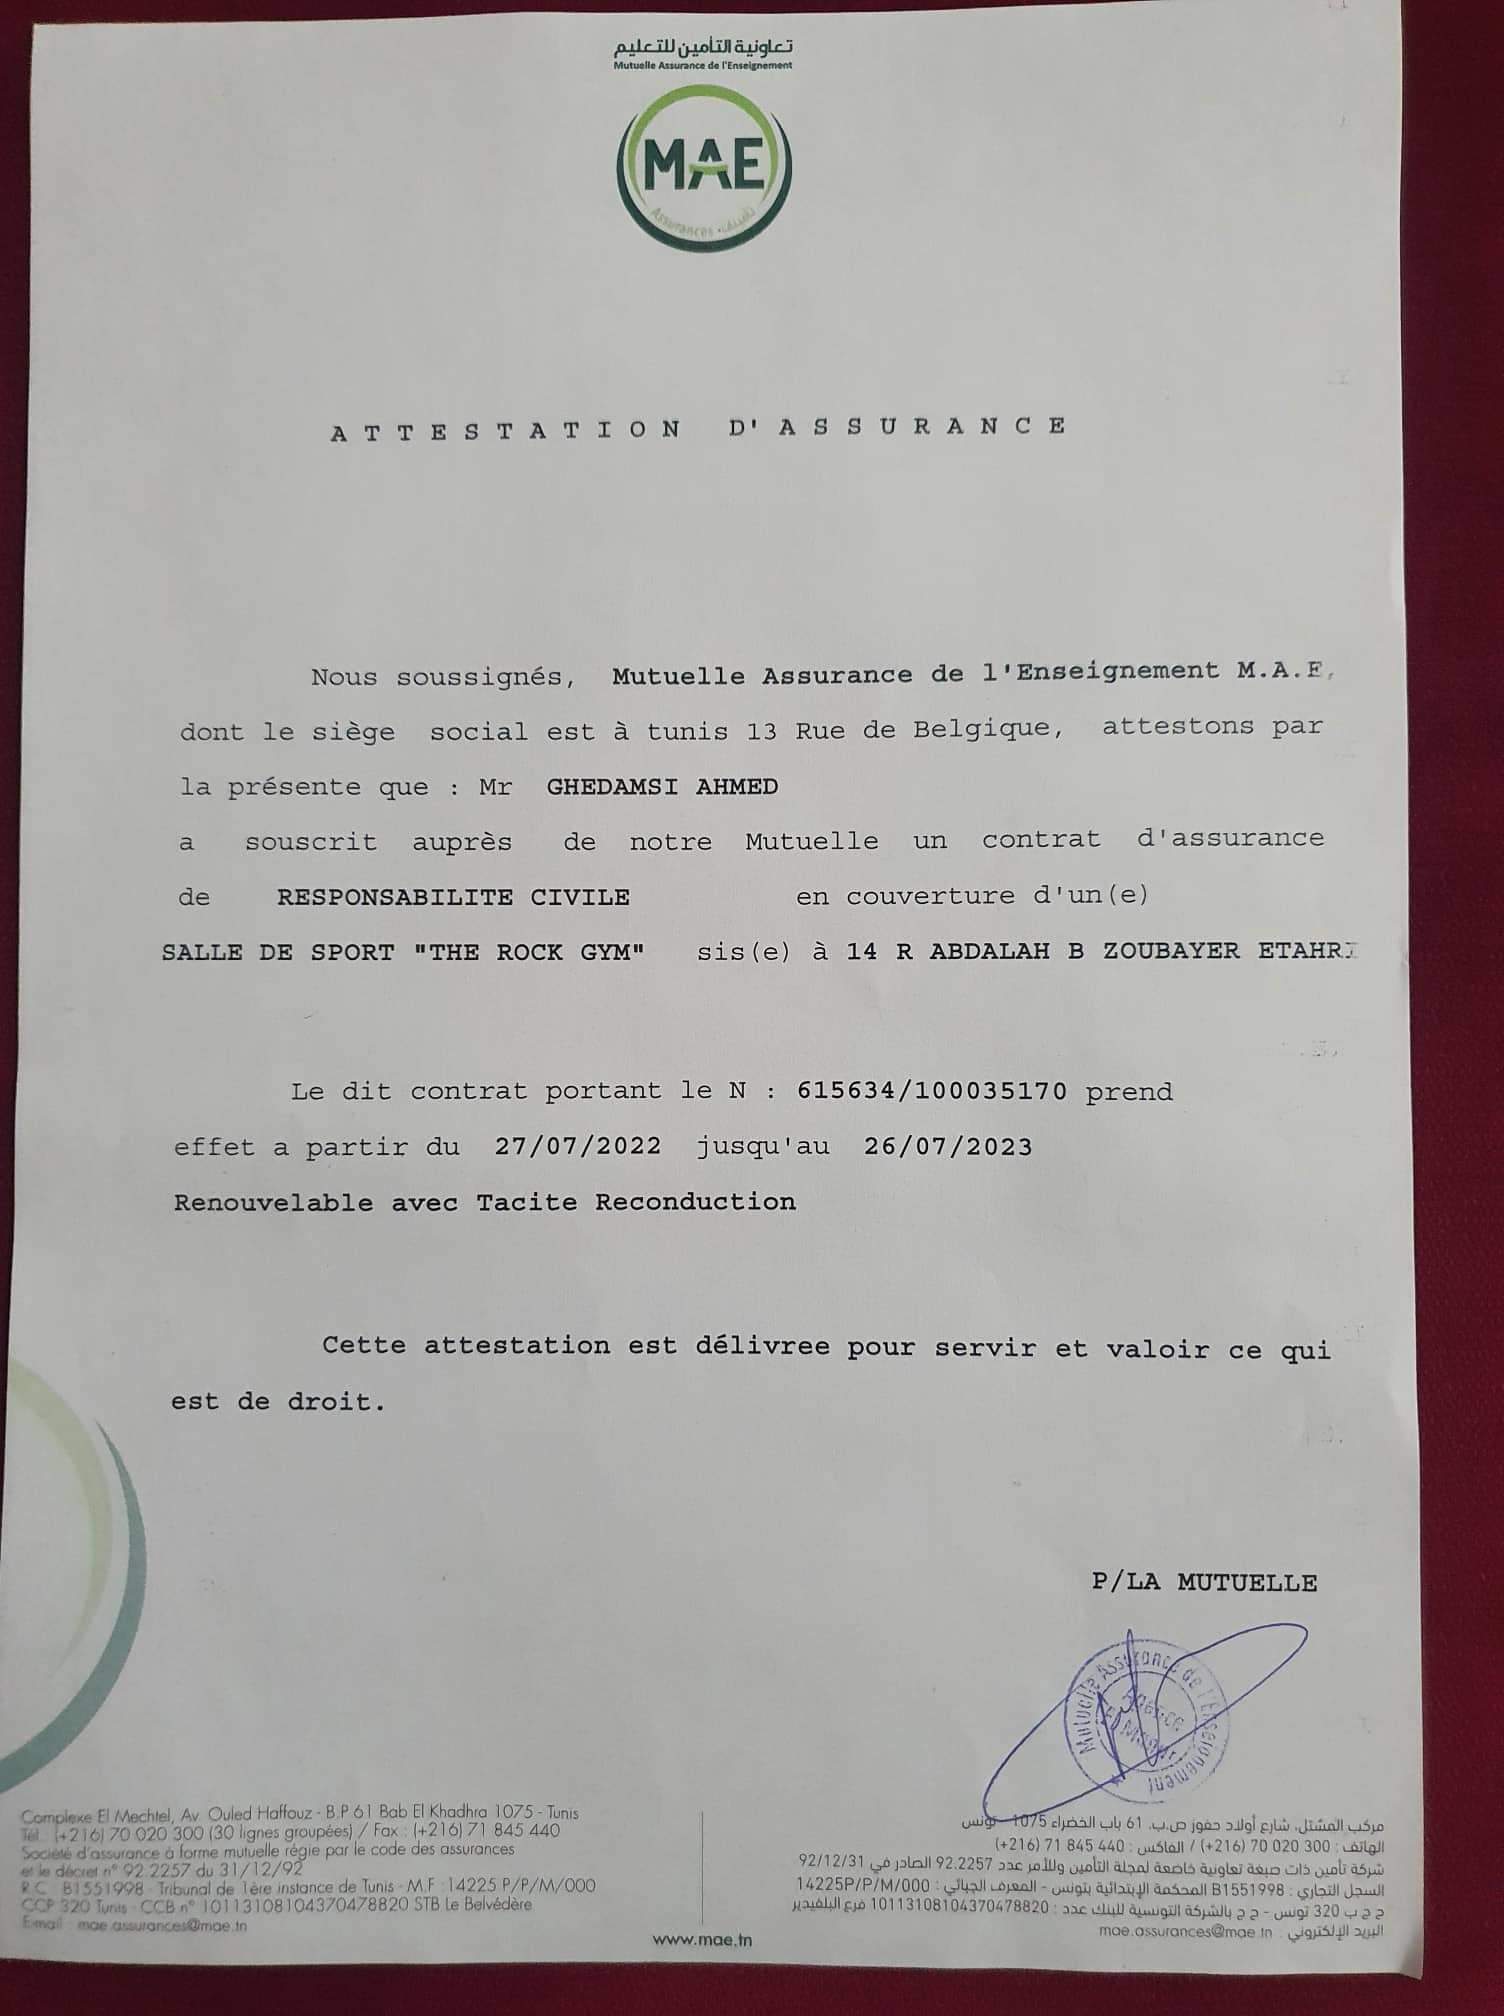 تعاونية التأمين للتعليم
Mutuelle Assurance de l'Enseignement
MAE
Assurances
ATTESTATION D'ASSURANCE
Nous soussignés, Mutuelle Assurance de l'Enseignement M.A.E,
dont le siège social est à tunis 13 Rue de Belgique, attestons par
la présente que : Mr GHEDAMSI AHMED
a souscrit auprès de notre Mutuelle un contrat d'assurance
de RESPONSABILITE CIVILE en couverture d'un(e)
SALLE DE SPORT "THE ROCK GYM" sis(e) à 14 R ABDALAH B ZOUBAYER ETAHRI
Le dit contrat portant le N : 615634/100035170 prend
effet a partir du 27/07/2022 jusqu'au 26/07/2023
Renouvelable avec Tacite Reconduction
Cette attestation est délivree pour servir et valoir ce qui
est de droit.
P/LA MUTUELLE
Mutuelle Assurance de l'Enseignement
Agence
Complexe El Mechtel, Av. Ouled Haffouz - B.P 61 Bab El Khadhra 1075 - Tunis
Tél : (+216) 70 020 300 (30 lignes groupées) / Fax : (+216) 71 845 440
Société d'assurance à forme mutuelle régie par le code des assurances
et le décret n° 92.2257 du 31/12/92
R.C : B1551998 - Tribunal de 1ère instance de Tunis - M.F : 14225 P/P/M/000
CCP 320 Tunis - CCB n° 10113108104370478820 STB Le Belvédère
E-mail : mae.assurances@mae.tn
مركب المشتل، شارع أولاد حفوز ص.ب. 61 باب الخضراء 1075 - تونس
الهاتف : 300 020 70 (216+) / الفاكس : 440 845 71 (216+)
شركة تأمين ذات صبغة تعاونية خاضعة لمجلة التأمين وللأمر عدد 92.2257 الصادر في 92/12/31
السجل التجاري : B1551998 المحكمة الإبتدائية بتونس - المعرف الجبائي : 14225P/P/M/000
ج ج ب 320 تونس - ج ج بالشركة التونسية للبنك عدد : 10113108104370478820 فرع البلفيدير
البريد الإلكتروني : mae.assurances@mae.tn
www.mae.tn